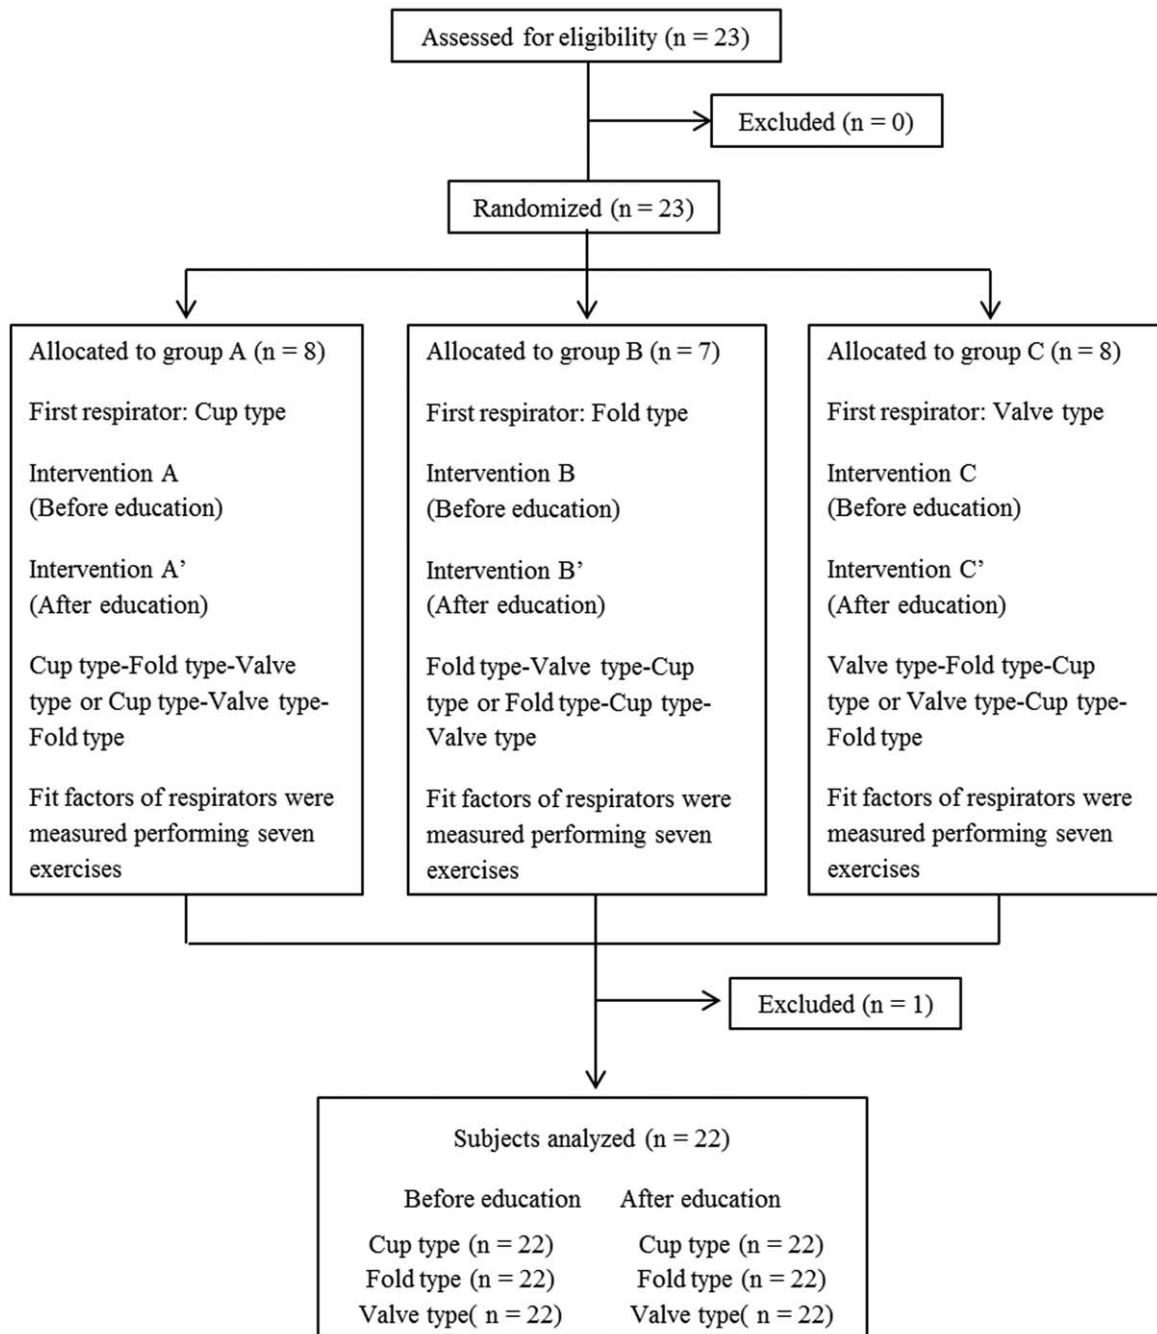 Assessed for eligibility (n = 23)
Excluded (n = 0)
Randomized (n = 23)
Allocated to group A (n = 8)
First respirator: Cup type
Intervention A
(Before education)
Intervention A’
(After education)
Cup type-Fold type-Valve
type or Cup type-Valve type-
Fold type
Fit factors of respirators were
measured performing seven
exercises
Allocated to group B (n = 7)
First respirator: Fold type
Intervention B
(Before education)
Intervention B’
(After education)
Fold type-Valve type-Cup
type or Fold type-Cup type-
Valve type
Fit factors of respirators were
measured performing seven
exercises
Allocated to group C (n = 8)
First respirator: Valve type
Intervention C
(Before education)
Intervention C’
(After education)
Valve type-Fold type-Cup
type or Valve type-Cup type-
Fold type
Fit factors of respirators were
measured performing seven
exercises
Excluded (n = 1)
Subjects analyzed (n = 22)
Before education After education
Cup type (n = 22) Cup type (n = 22)
Fold type (n = 22) Fold type (n = 22)
Valve type( n = 22) Valve type( n = 22)